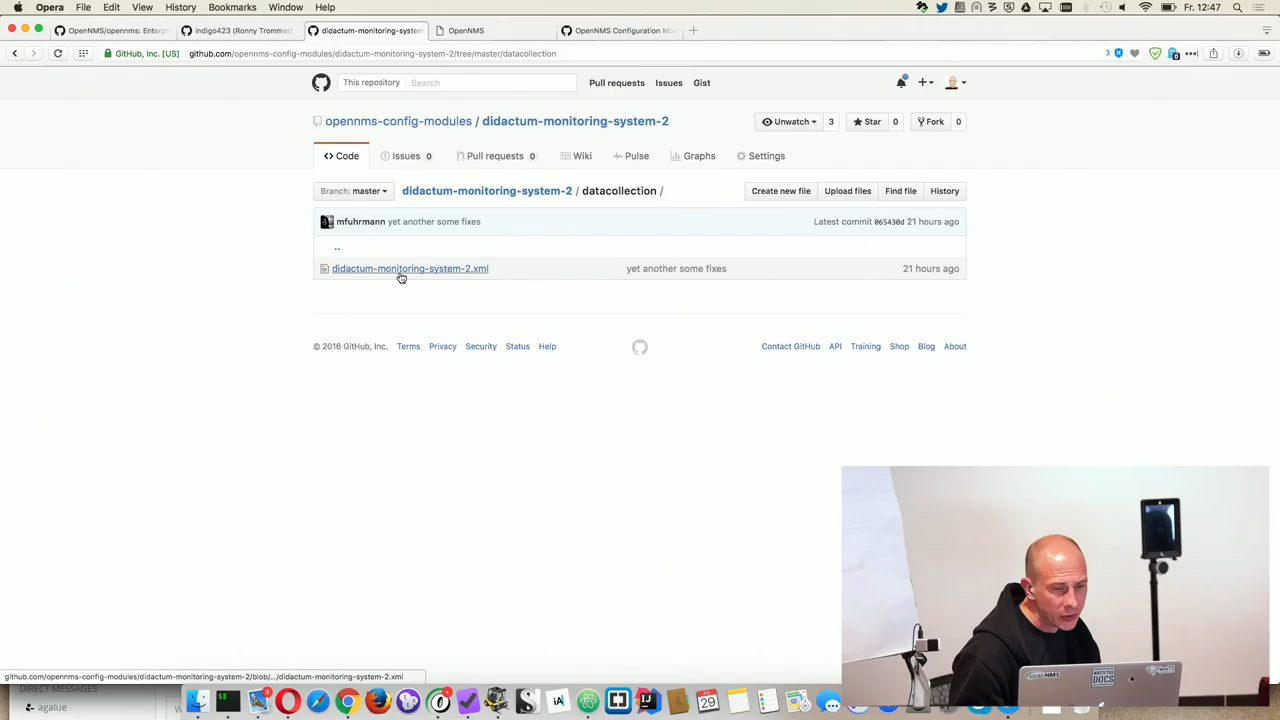 Opera File Edit View History Bookmarks Window Help Fr. 12:47
OpenNMS/opennms: Enterp indigo423 (Ronny Trommer) didactum-monitoring-system OpenNMS OpenNMS Configuration Mo
GitHub, Inc. [US] github.com/opennms-config-modules/didactum-monitoring-system-2/tree/master/datacollection 3
This repository Search Pull requests Issues Gist
opennms-config-modules / didactum-monitoring-system-2 Unwatch 3 Star 0 Fork 0
Code Issues 0 Pull requests 0 Wiki Pulse Graphs Settings
Branch: master didactum-monitoring-system-2 / datacollection / Create new file Upload files Find file History
mfuhrmann yet another some fixes Latest commit 065430d 21 hours ago
..
didactum-monitoring-system-2.xml yet another some fixes 21 hours ago
© 2016 GitHub, Inc. Terms Privacy Security Status Help Contact GitHub API Training Shop Blog About
github.com/opennms-config-modules/didactum-monitoring-system-2/blob/.../didactum-monitoring-system-2.xml
DIRECT MESSAGES
agalue